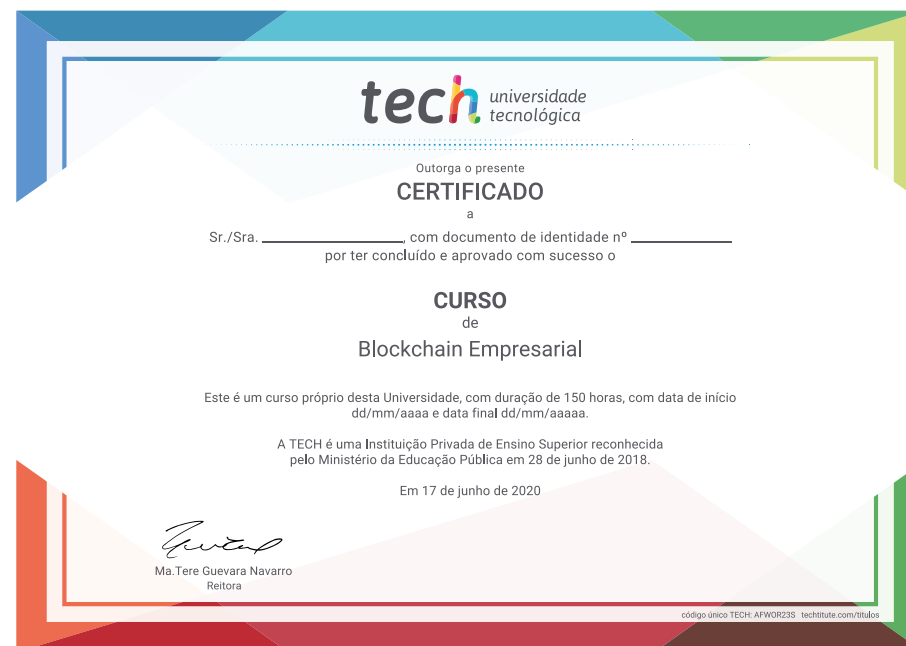 tech universidade
tecnológica
Outorga o presente
CERTIFICADO
a
Sr./Sra. ____________________, com documento de identidade nº ______________
por ter concluído e aprovado com sucesso o
CURSO
de
Blockchain Empresarial
Este é um curso próprio desta Universidade, com duração de 150 horas, com data de início
dd/mm/aaaa e data final dd/mm/aaaaa.
A TECH é uma Instituição Privada de Ensino Superior reconhecida
pelo Ministério da Educação Pública em 28 de junho de 2018.
Em 17 de junho de 2020
Ma.Tere Guevara Navarro
Reitora
código único TECH: AFWOR23S techtitute.com/titulos